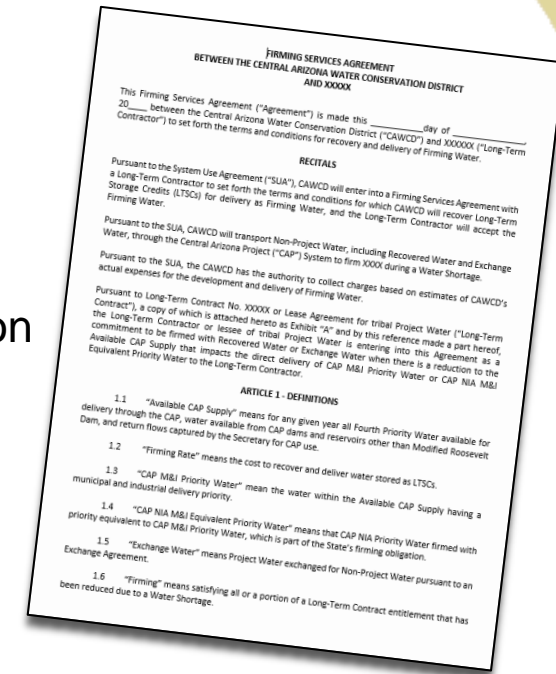 on
FIRMING SERVICES AGREEMENT
BETWEEN THE CENTRAL ARIZONA WATER CONSERVATION DISTRICT
AND XXXXX
This Firming Services Agreement ("Agreement") is made this __________day of _____________,
20____ between the Central Arizona Water Conservation District ("CAWCD") and XXXXXX ("Long-Term
Contractor") to set forth the terms and conditions for recovery and delivery of Firming Water.
RECITALS
Pursuant to the System Use Agreement ("SUA"), CAWCD will enter into a Firming Services Agreement with
a Long-Term Contractor to set forth the terms and conditions for which CAWCD will recover Long-Term
Storage Credits (LTSCs) for delivery as Firming Water, and the Long-Term Contractor will accept the
Firming Water.
Pursuant to the SUA, CAWCD will transport Non-Project Water, including Recovered Water and Exchange
Water, through the Central Arizona Project ("CAP") System to firm XXXX during a Water Shortage.
Pursuant to the SUA, the CAWCD has the authority to collect charges based on estimates of CAWCD's
actual expenses for the development and delivery of Firming Water.
Pursuant to Long-Term Contract No. XXXXX or Lease Agreement for tribal Project Water ("Long-Term
Contract"), a copy of which is attached hereto as Exhibit "A" and by this reference made a part hereof,
the Long-Term Contractor or lessee of tribal Project Water is entering into this Agreement as a
commitment to be firmed with Recovered Water or Exchange Water when there is a reduction to the
Available CAP Supply that impacts the direct delivery of CAP M&I Priority Water or CAP NIA M&I
Equivalent Priority Water to the Long-Term Contractor.
ARTICLE 1 - DEFINITIONS
1.1 "Available CAP Supply" means for any given year all Fourth Priority Water available for
delivery through the CAP, water available from CAP dams and reservoirs other than Modified Roosevelt
Dam, and return flows captured by the Secretary for CAP use.
1.2 "Firming Rate" means the cost to recover and deliver water stored as LTSCs.
1.3 "CAP M&I Priority Water" mean the water within the Available CAP Supply having a
municipal and industrial delivery priority.
1.4 "CAP NIA M&I Equivalent Priority Water" means that CAP NIA Priority Water firmed with
priority equivalent to CAP M&I Priority Water, which is part of the State's firming obligation.
1.5 "Exchange Water" means Project Water exchanged for Non-Project Water pursuant to an
Exchange Agreement.
1.6 "Firming" means satisfying all or a portion of a Long-Term Contract entitlement that has
been reduced due to a Water Shortage.